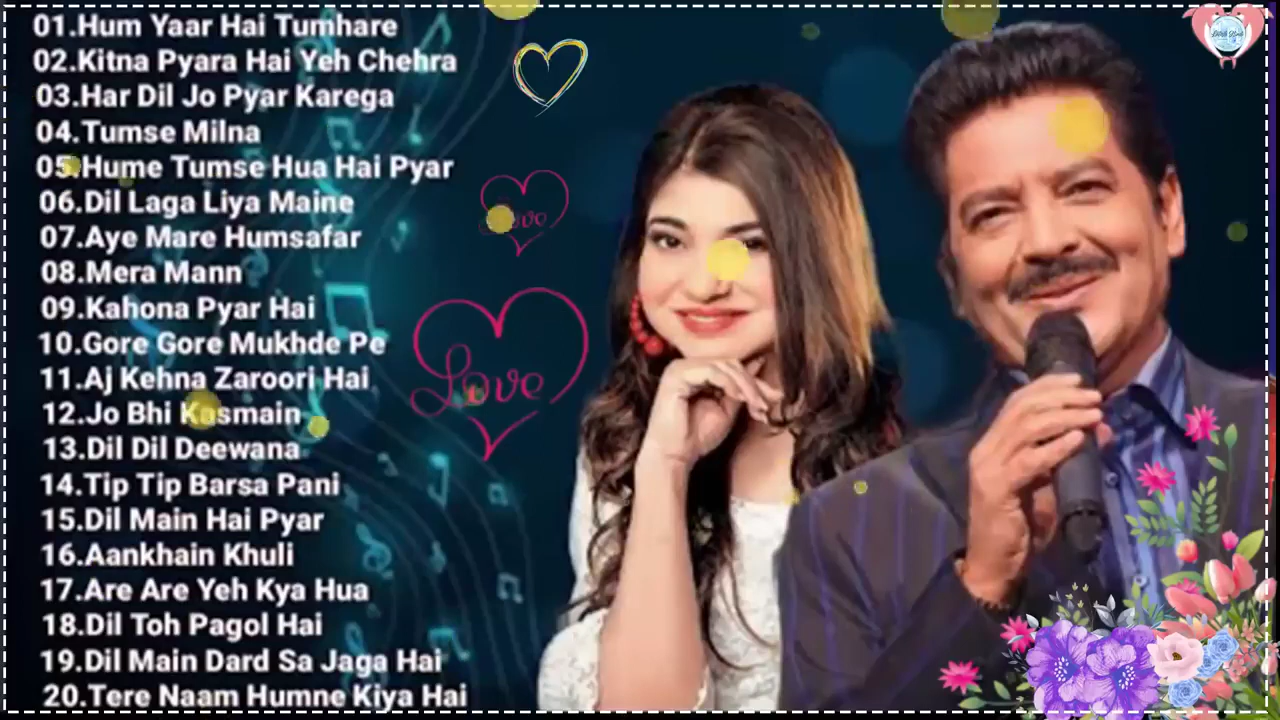 01.Hum Yaar Hai Tumhare
02.Kitna Pyara Hai Yeh Chehra
03.Har Dil Jo Pyar Karega
04.Tumse Milna
05.Hume Tumse Hua Hai Pyar
06.Dil Laga Liya Maine
07.Aye Mare Humsafar
08.Mera Mann
09.Kahona Pyar Hai
10.Gore Gore Mukhde Pe
11.Aj Kehna Zaroori Hai
12.Jo Bhi Kasmain
13.Dil Dil Deewana
14.Tip Tip Barsa Pani
15.Dil Main Hai Pyar
16.Aankhain Khuli
17.Are Are Yeh Kya Hua
18.Dil Toh Pagol Hai
19.Dil Main Dard Sa Jaga Hai
20.Tere Naam Humne Kiya Hai
Love
Love